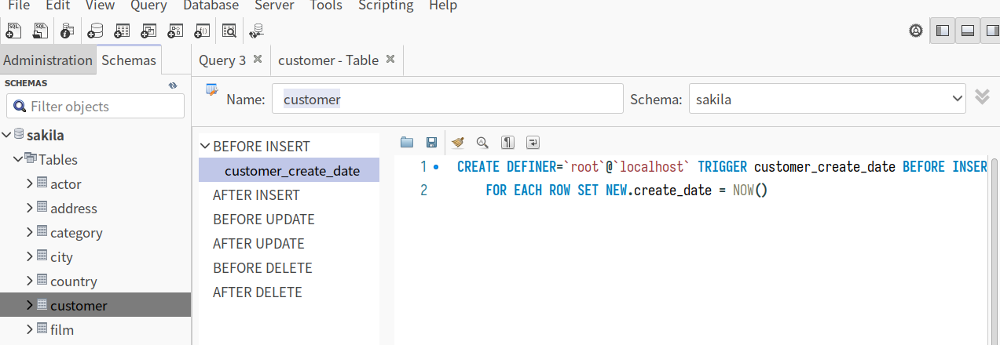 File Edit View Query Database Server Tools Scripting Help
Administration Schemas
Query 3 customer - Table
SCHEMAS
Filter objects
Name: customer Schema: sakila
sakila
Tables
actor
address
category
city
country
customer
film
BEFORE INSERT
customer_create_date
AFTER INSERT
BEFORE UPDATE
AFTER UPDATE
BEFORE DELETE
AFTER DELETE
1 CREATE DEFINER=`root`@`localhost` TRIGGER customer_create_date BEFORE INSER
2 FOR EACH ROW SET NEW.create_date = NOW()